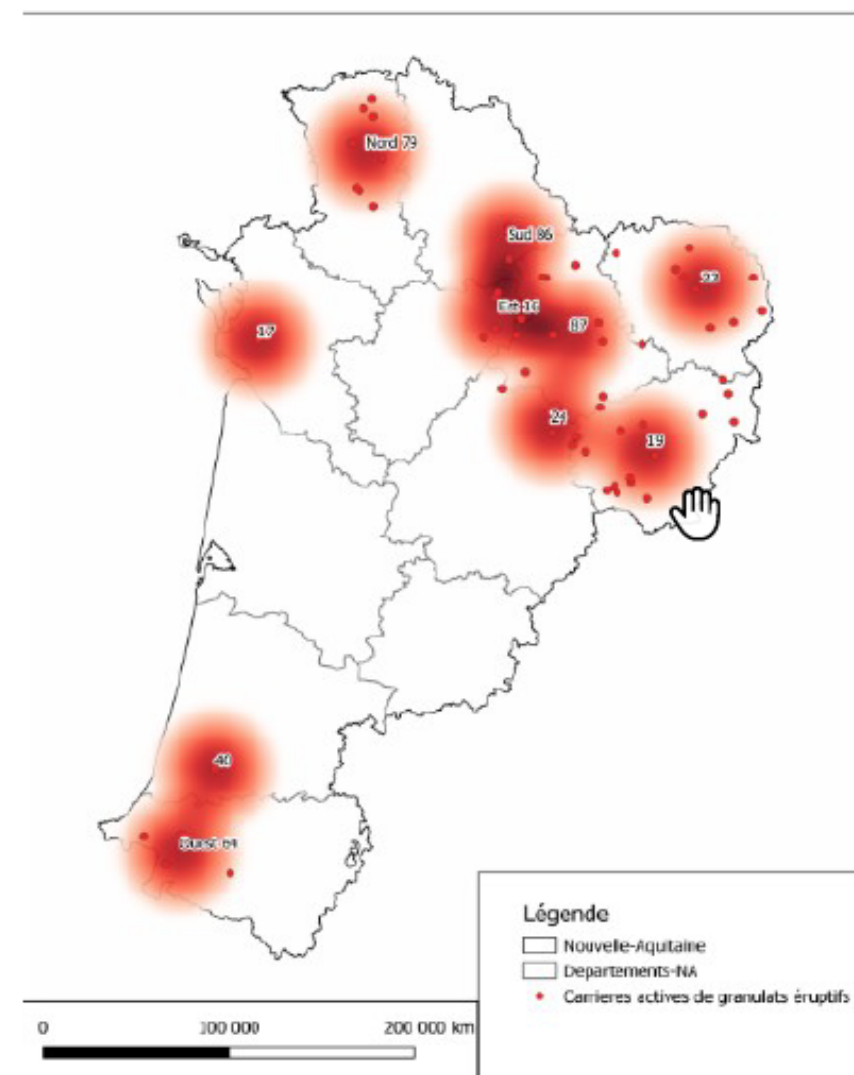 Nord 79
Sud 86
23
Est 16
87
17
24
19
40
Ouest 64
Légende
Nouvelle-Aquitaine
Departements-NA
Carrieres actives de granulats éruptifs
0
100 000
200 000 km